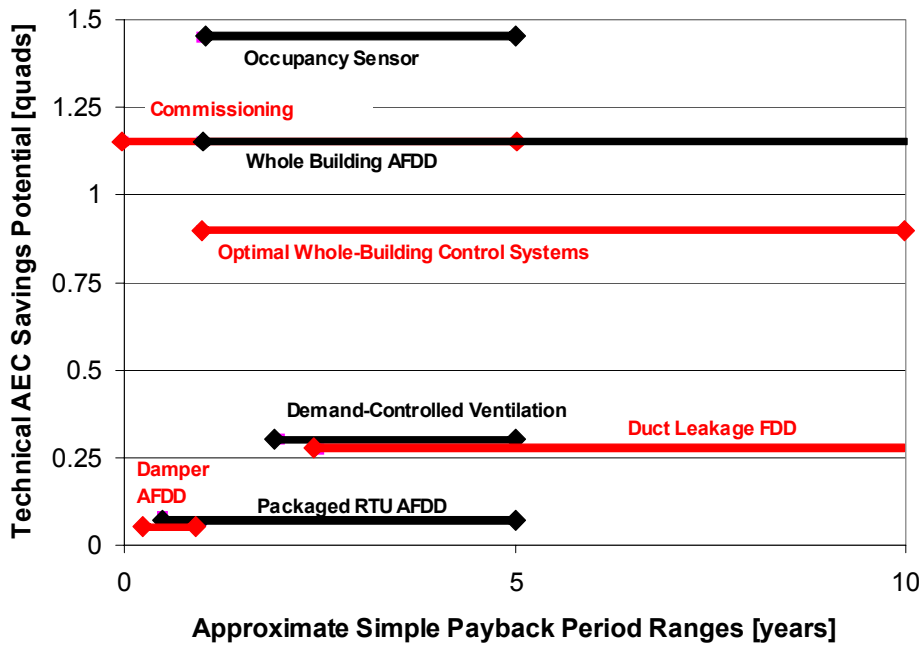 Technical AEC Savings Potential [quads]
1.5
1.25
1
0.75
0.5
0.25
0
Occupancy Sensor
Commissioning
Whole Building AFDD
Optimal Whole-Building Control Systems
Demand-Controlled Ventilation
Duct Leakage FDD
Damper
AFDD
Packaged RTU AFDD
0
5
10
Approximate Simple Payback Period Ranges [years]